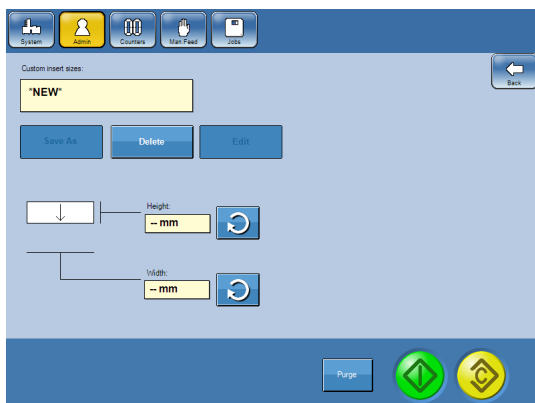 System Admin Counters Man.Feed Jobs
Custom insert sizes:
Back
"NEW"
Save As Delete Edit
Height:
-- mm
Width:
-- mm
Purge
C